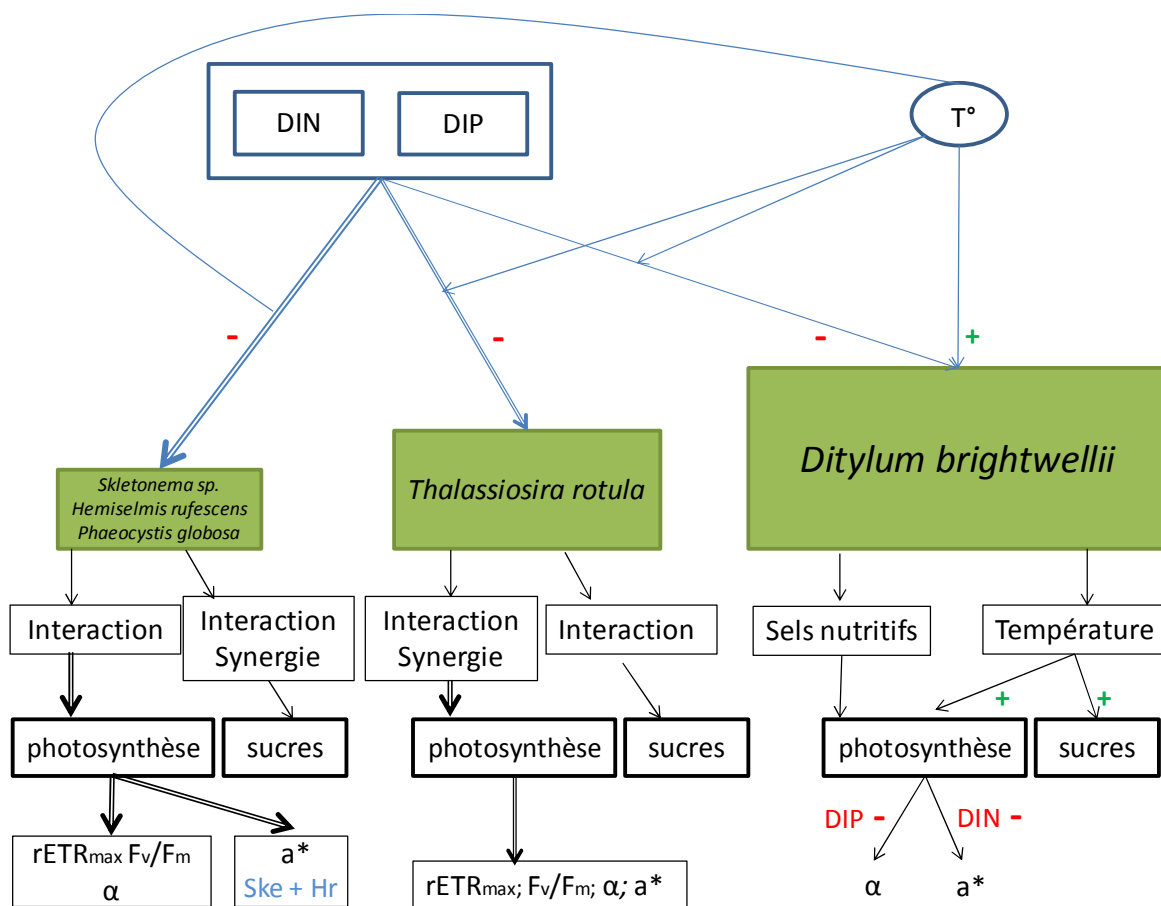 DIN
DIP
T°
-
-
-
+
Skletonema sp.
Hemiselmis rufescens
Phaeocystis globosa
Thalassiosira rotula
Ditylum brightwellii
Interaction
Interaction
Synergie
Interaction
Synergie
Interaction
Sels nutritifs
Température
+
+
photosynthèse
sucres
photosynthèse
sucres
photosynthèse
sucres
DIP -
DIN -
rETRmax Fv/Fm
α
a*
Ske + Hr
rETRmax; Fv/Fm; α; a*
α
a*